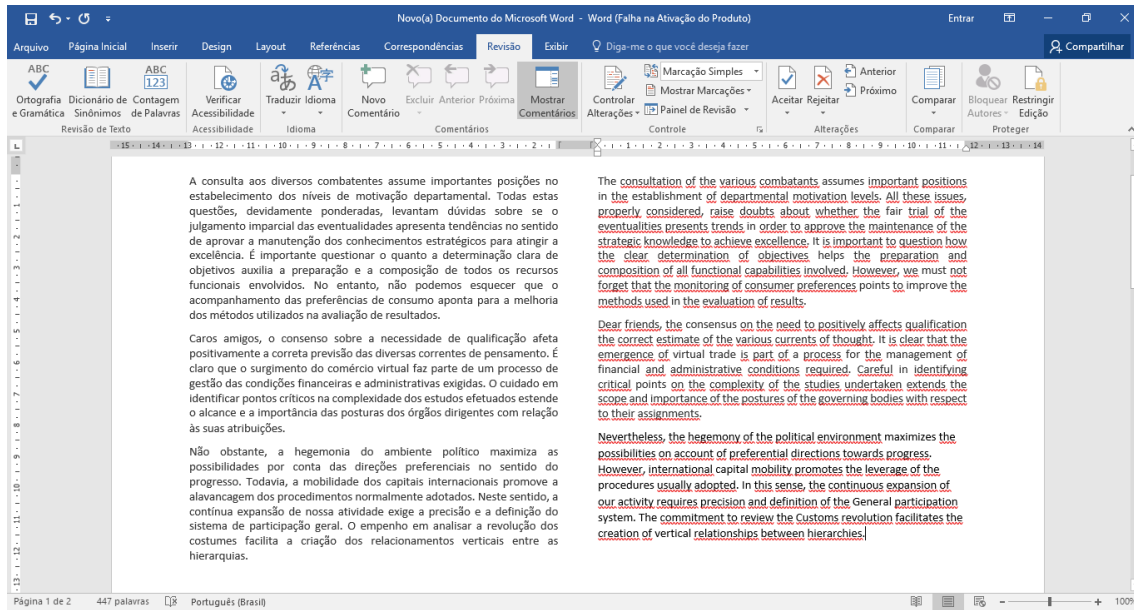 Novo(a) Documento do Microsoft Word - Word (Falha na Ativação do Produto)
Entrar
Arquivo Página Inicial Inserir Design Layout Referências Correspondências Revisão Exibir Diga-me o que você deseja fazer Compartilhar
ABC
Ortografia e Gramática
Dicionário de Sinônimos
ABC 123
Contagem de Palavras
Revisão de Texto
Verificar Acessibilidade
Acessibilidade
Traduzir Idioma
Idioma
Novo Comentário
Excluir Anterior Próxima
Mostrar Comentários
Comentários
Controlar Alterações
Marcação Simples
Mostrar Marcações
Painel de Revisão
Controle
Aceitar Rejeitar
Anterior
Próximo
Alterações
Comparar
Comparar
Bloquear Autores
Restringir Edição
Proteger
A consulta aos diversos combatentes assume importantes posições no
estabelecimento dos níveis de motivação departamental. Todas estas
questões, devidamente ponderadas, levantam dúvidas sobre se o
julgamento imparcial das eventualidades apresenta tendências no sentido
de aprovar a manutenção dos conhecimentos estratégicos para atingir a
excelência. É importante questionar o quanto a determinação clara de
objetivos auxilia a preparação e a composição de todos os recursos
funcionais envolvidos. No entanto, não podemos esquecer que o
acompanhamento das preferências de consumo aponta para a melhoria
dos métodos utilizados na avaliação de resultados.
Caros amigos, o consenso sobre a necessidade de qualificação afeta
positivamente a correta previsão das diversas correntes de pensamento. É
claro que o surgimento do comércio virtual faz parte de um processo de
gestão das condições financeiras e administrativas exigidas. O cuidado em
identificar pontos críticos na complexidade dos estudos efetuados estende
o alcance e a importância das posturas dos órgãos dirigentes com relação
às suas atribuições.
Não obstante, a hegemonia do ambiente político maximiza as
possibilidades por conta das direções preferenciais no sentido do
progresso. Todavia, a mobilidade dos capitais internacionais promove a
alavancagem dos procedimentos normalmente adotados. Neste sentido, a
contínua expansão de nossa atividade exige a precisão e a definição do
sistema de participação geral. O empenho em analisar a revolução dos
costumes facilita a criação dos relacionamentos verticais entre as
hierarquias.
The consultation of the various combatants assumes important positions
in the establishment of departmental motivation levels. All these issues,
properly considered, raise doubts about whether the fair trial of the
eventualities presents trends in order to approve the maintenance of the
strategic knowledge to achieve excellence. It is important to question how
the clear determination of objectives helps the preparation and
composition of all functional capabilities involved. However, we must not
forget that the monitoring of consumer preferences points to improve the
methods used in the evaluation of results.
Dear friends, the consensus on the need to positively affects qualification
the correct estimate of the various currents of thought. It is clear that the
emergence of virtual trade is part of a process for the management of
financial and administrative conditions required. Careful in identifying
critical points on the complexity of the studies undertaken extends the
scope and importance of the postures of the governing bodies with respect
to their assignments.
Nevertheless, the hegemony of the political environment maximizes the
possibilities on account of preferential directions towards progress.
However, international capital mobility promotes the leverage of the
procedures usually adopted. In this sense, the continuous expansion of
our activity requires precision and definition of the General participation
system. The commitment to review the Customs revolution facilitates the
creation of vertical relationships between hierarchies.
Página 1 de 2 447 palavras Português (Brasil) 100%